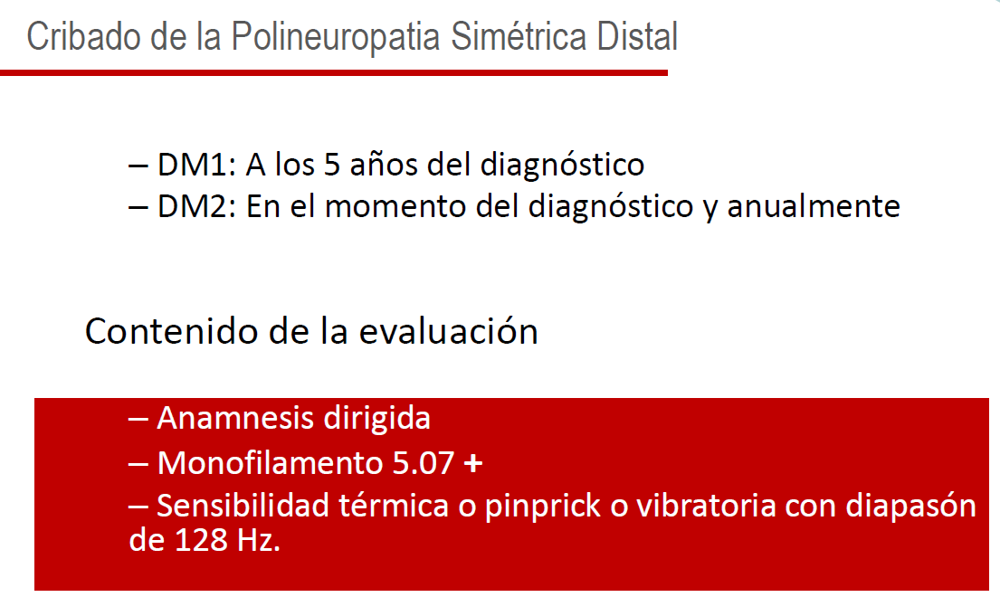 Cribado de la Polineuropatia Simétrica Distal
– DM1: A los 5 años del diagnóstico
– DM2: En el momento del diagnóstico y anualmente
Contenido de la evaluación
– Anamnesis dirigida
– Monofilamento 5.07 +
– Sensibilidad térmica o pinprick o vibratoria con diapasón
de 128 Hz.